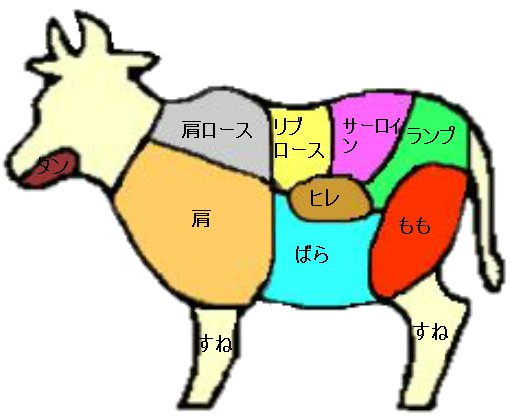 肩ロース
リブ
ロース
サーロイ
ン
ランプ
タン
ヒレ
肩
ばら
もも
すね
すね